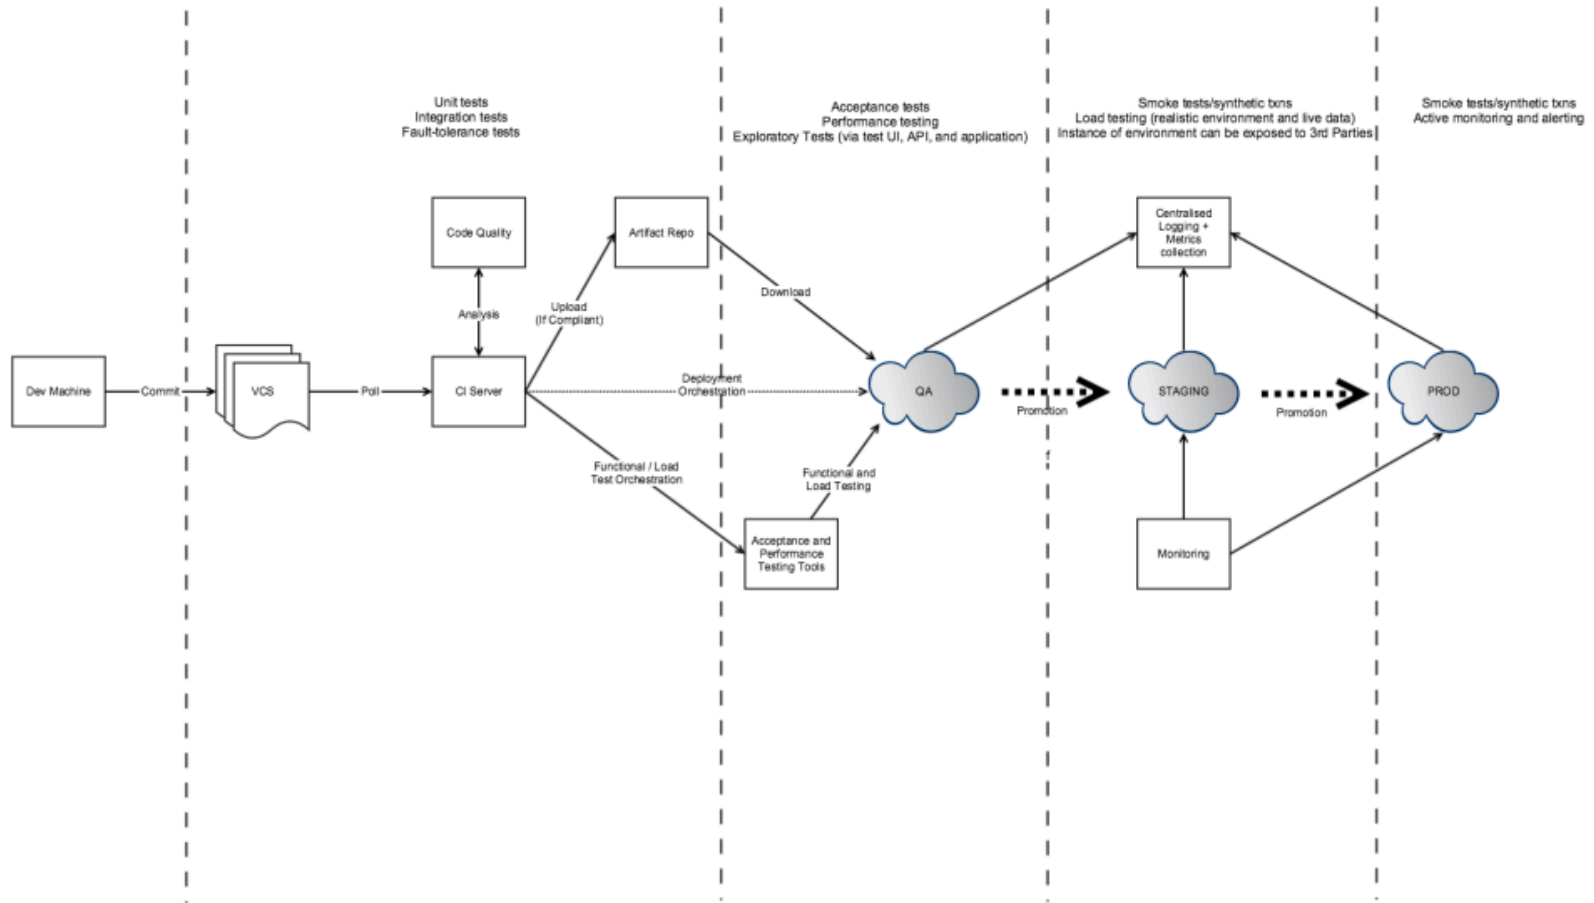 Unit tests
Integration tests
Fault-tolerance tests
Acceptance tests
Performance testing
Exploratory Tests (via test UI, API, and application)
Smoke tests/synthetic txns
Load testing (realistic environment and live data)
Instance of environment can be exposed to 3rd Parties
Smoke tests/synthetic txns
Active monitoring and alerting
Code Quality
Artifact Repo
Centralised
Logging +
Metrics
collection
Analysis
Upload
(If Compliant)
Download
Dev Machine
Commit
VCS
Poll
CI Server
Deployment
Orchestration
QA
Promotion
STAGING
Promotion
PROD
Functional / Load
Test Orchestration
Functional and
Load Testing
Acceptance and
Performance
Testing Tools
Monitoring